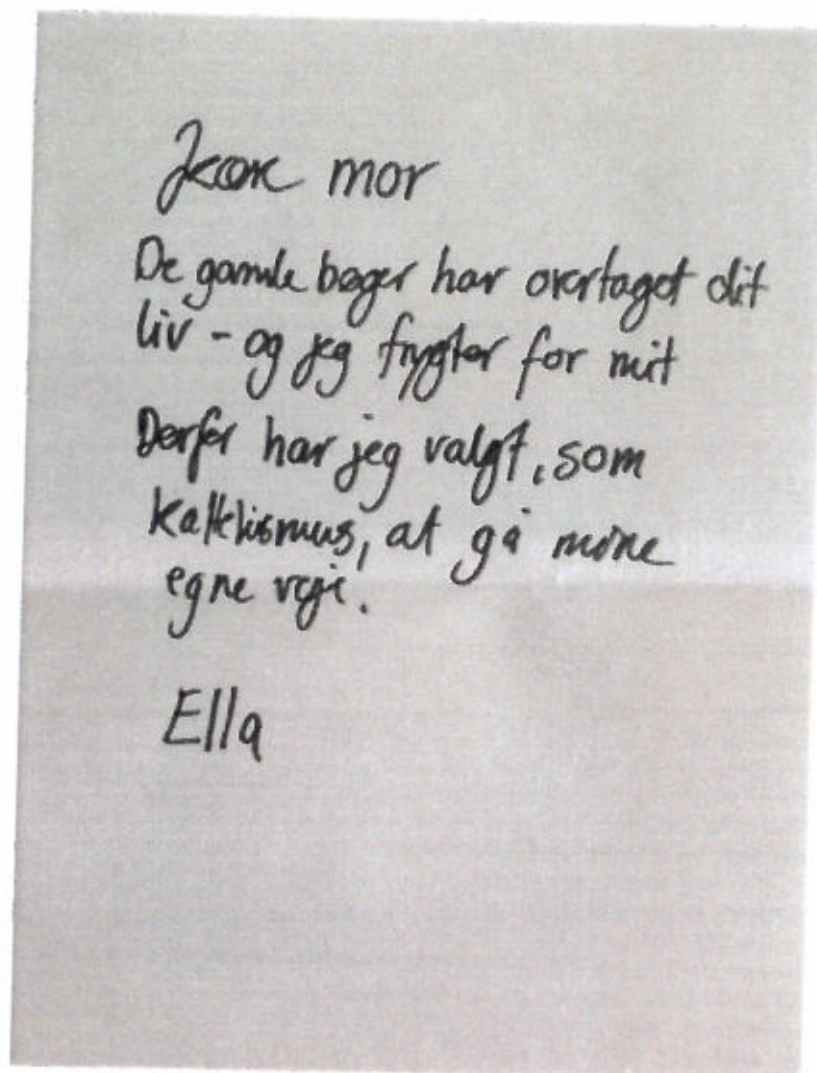 Kære mor
De gamle bøger har overtaget dit
liv - og jeg frygter for mit
Derfor har jeg valgt, som
Kattekismus, at gå mine
egne veje.
Ella